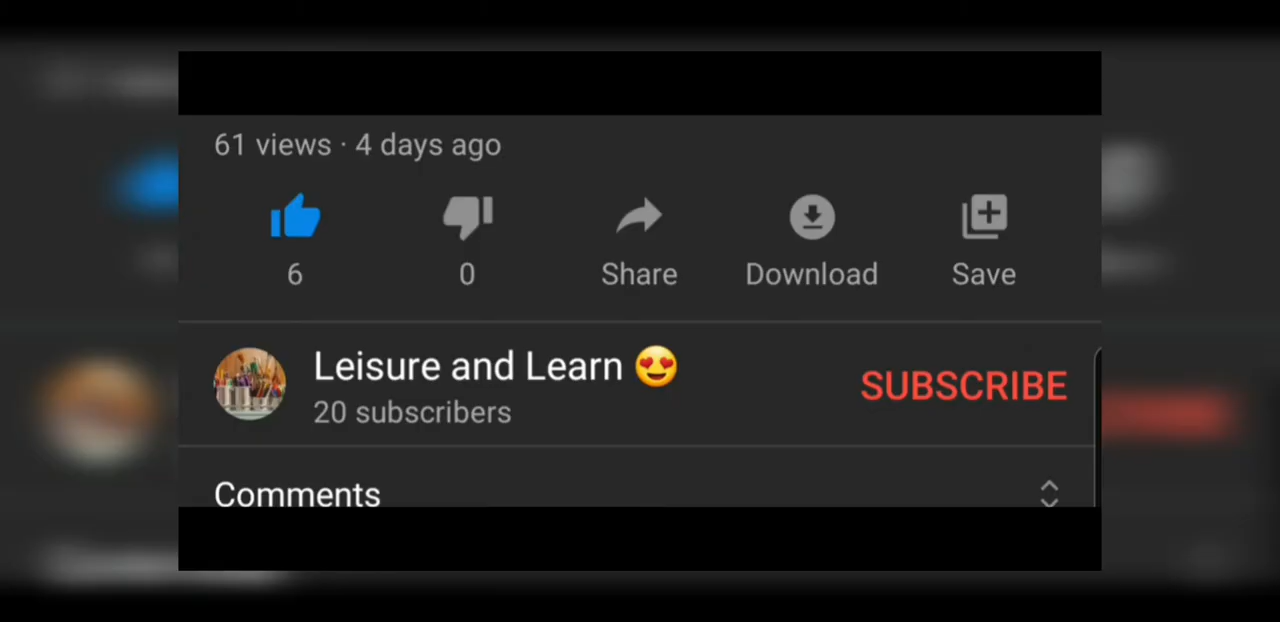 61 views · 4 days ago
6 0 Share Download Save
Leisure and Learn 😍
20 subscribers
SUBSCRIBE
Comments